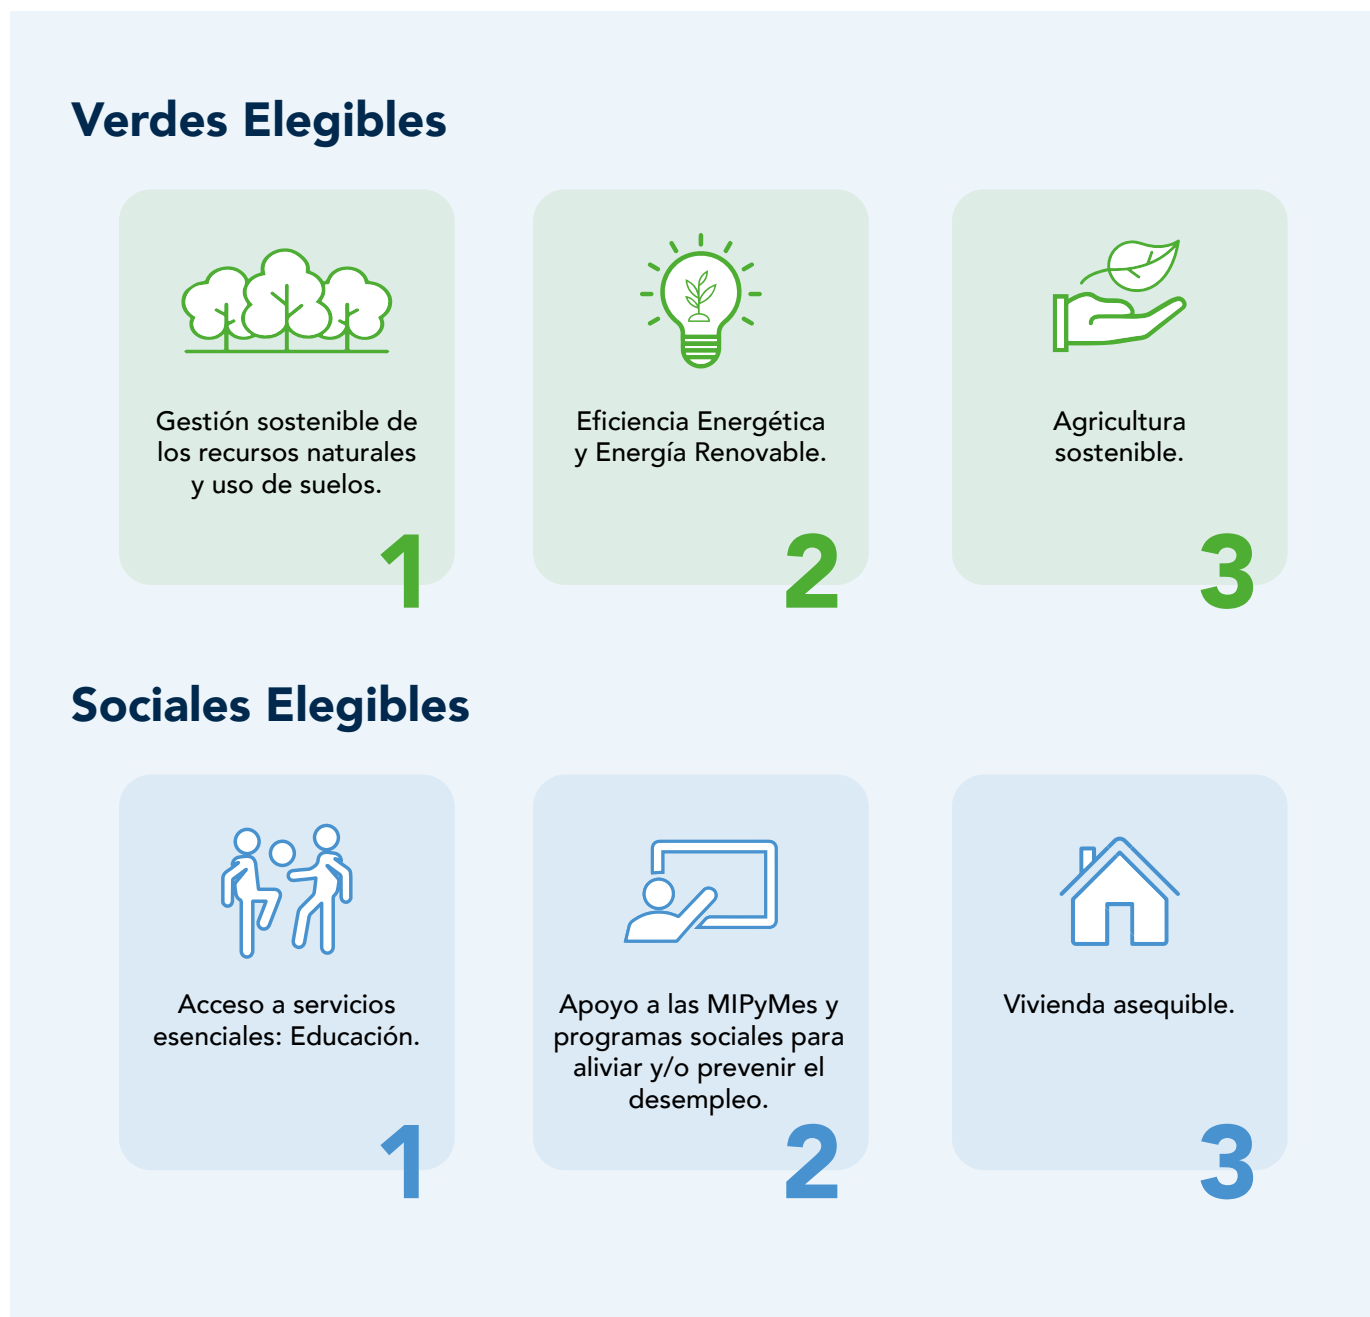 Verdes Elegibles
Gestión sostenible de
los recursos naturales
y uso de suelos.
1
Eficiencia Energética
y Energía Renovable.
2
Agricultura
sostenible.
3
Sociales Elegibles
Acceso a servicios
esenciales: Educación.
1
Apoyo a las MIPyMes y
programas sociales para
aliviar y/o prevenir el
desempleo.
2
Vivienda asequible.
3